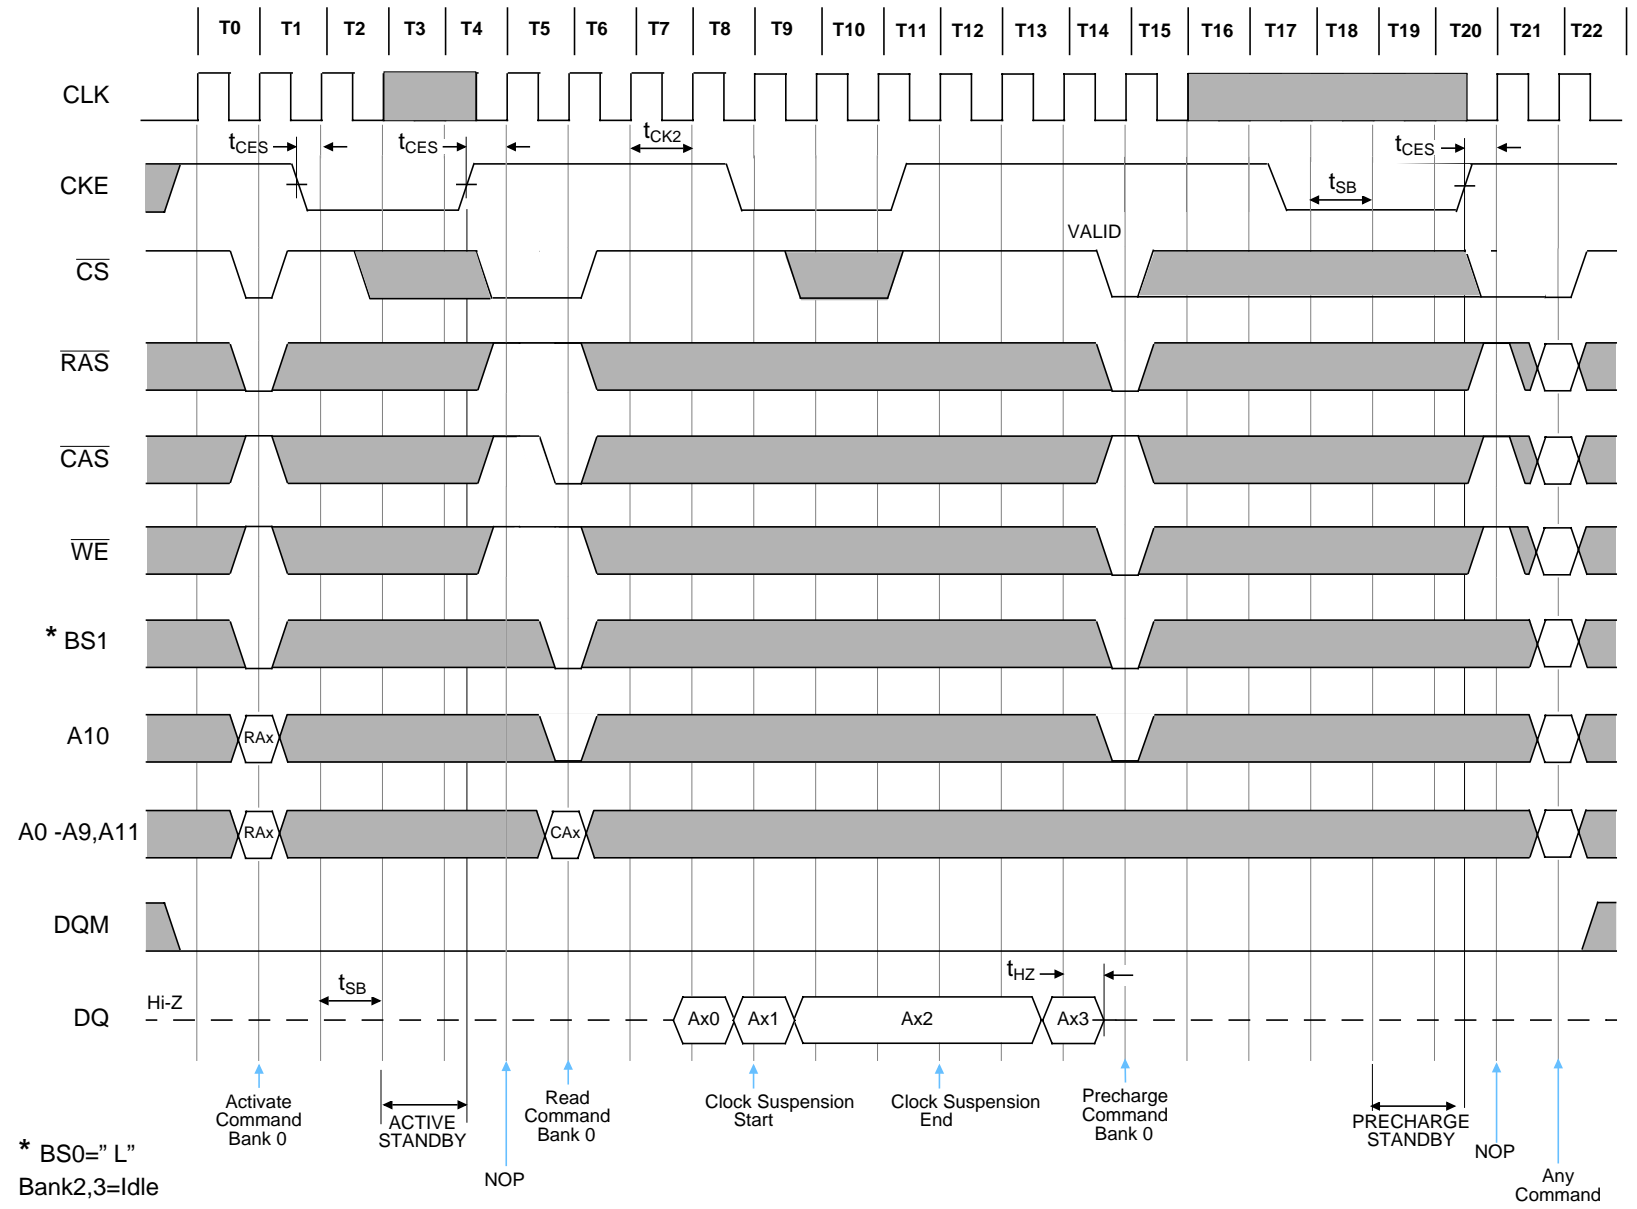 T0 T1 T2 T3 T4 T5 T6 T7 T8 T9 T10 T11 T12 T13 T14 T15 T16 T17 T18 T19 T20 T21 T22
CLK
tCES tCES tCK2 tCES
CKE
tSB
VALID
CS
RAS
CAS
WE
* BS1
A10 RAx
A0 -A9,A11 RAx CAx
DQM
tHZ
tSB
Hi-Z
DQ Ax0 Ax1 Ax2 Ax3
Activate
Command
Bank 0
ACTIVE
STANDBY
NOP
Read
Command
Bank 0
Clock Suspension
Start
Clock Suspension
End
Precharge
Command
Bank 0
PRECHARGE
STANDBY
NOP
Any
Command
* BS0=” L”
Bank2,3=Idle